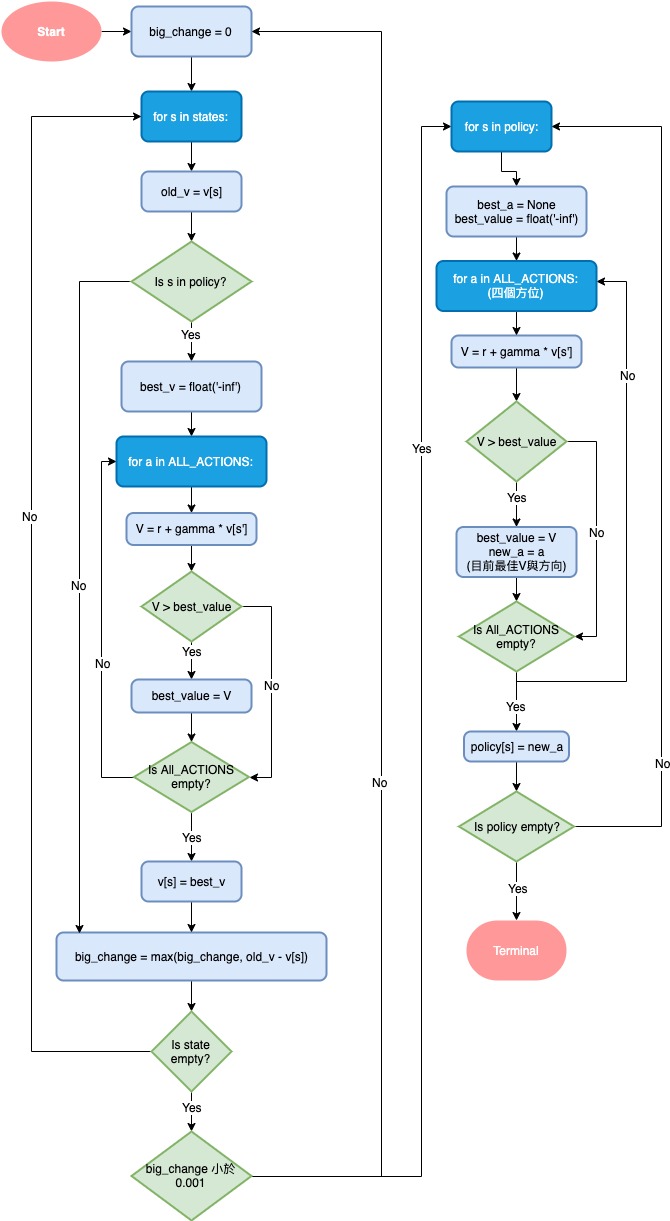 Start
big_change = 0
for s in states:
old_v = v[s]
Is s in policy?
Yes
best_v = float('-inf')
for a in ALL_ACTIONS:
No
V = r + gamma * v[s']
No
V > best_value
Yes
No
No
best_value = V
Is All_ACTIONS
empty?
Yes
v[s] = best_v
big_change = max(big_change, old_v - v[s])
Is state
empty?
Yes
big_change 小於
0.001
No
Yes
for s in policy:
best_a = None
best_value = float('-inf')
for a in ALL_ACTIONS:
(四個方位)
V = r + gamma * v[s']
No
V > best_value
Yes
No
best_value = V
new_a = a
(目前最佳V與方向)
Is All_ACTIONS
empty?
Yes
policy[s] = new_a
No
Is policy empty?
Yes
Terminal